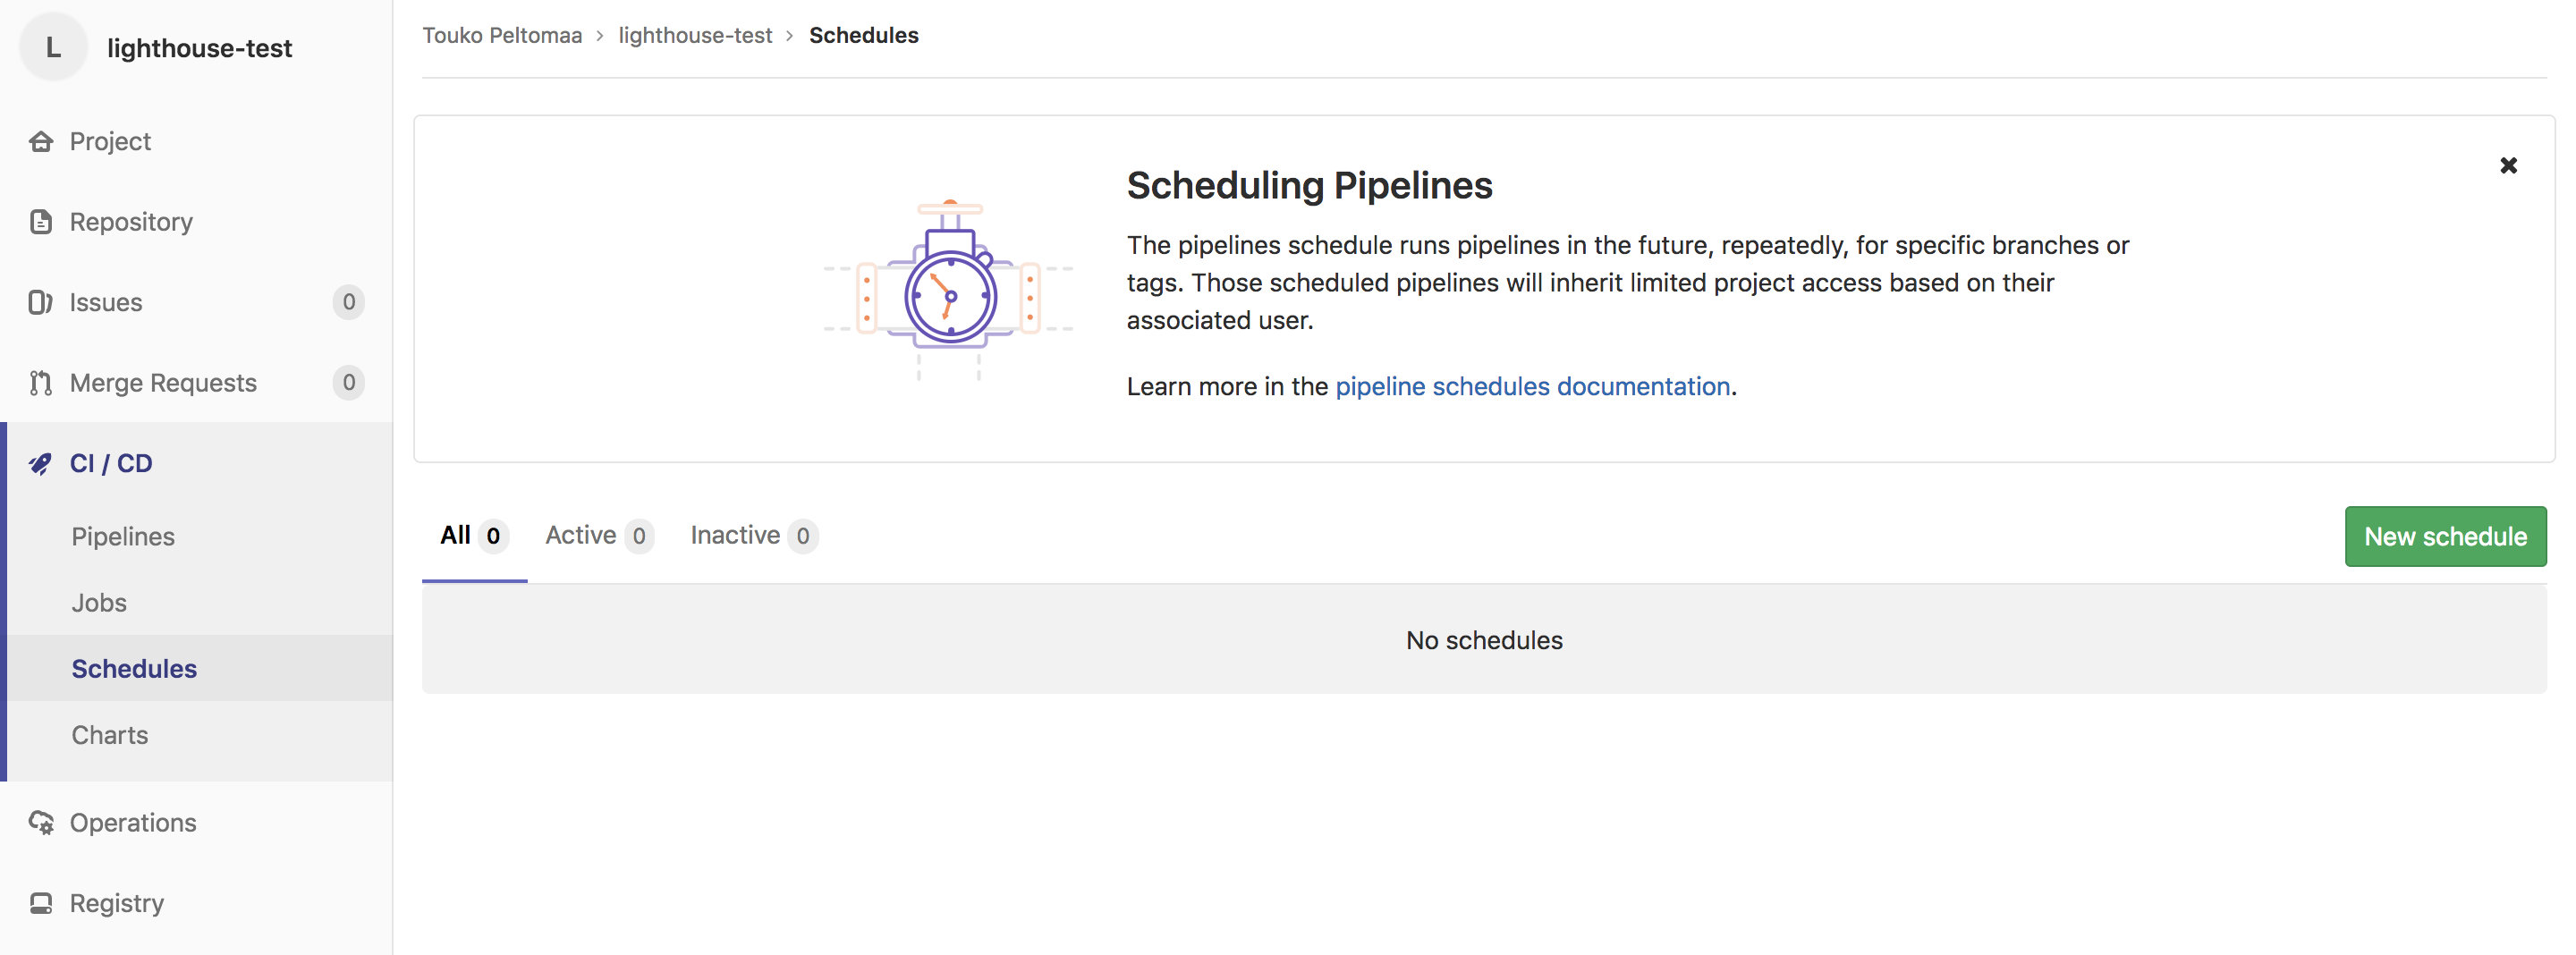 L lighthouse-test
Project
Repository
Issues 0
Merge Requests 0
CI / CD
Pipelines
Jobs
Schedules
Charts
Operations
Registry
Touko Peltomaa › lighthouse-test › Schedules
Scheduling Pipelines
The pipelines schedule runs pipelines in the future, repeatedly, for specific branches or
tags. Those scheduled pipelines will inherit limited project access based on their
associated user.
Learn more in the pipeline schedules documentation.
All 0 Active 0 Inactive 0
New schedule
No schedules